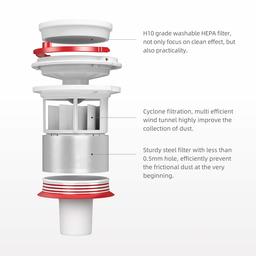 H10 grade washable HEPA filter,
not only focus on clean effect, but
also practicality.
Cyclone filtration, multi efficient
wind tunnel highly improve the
collection of dust.
Sturdy steel filter with less than
0.5mm hole, efficiently prevent
the frictional dust at the very
beginning.